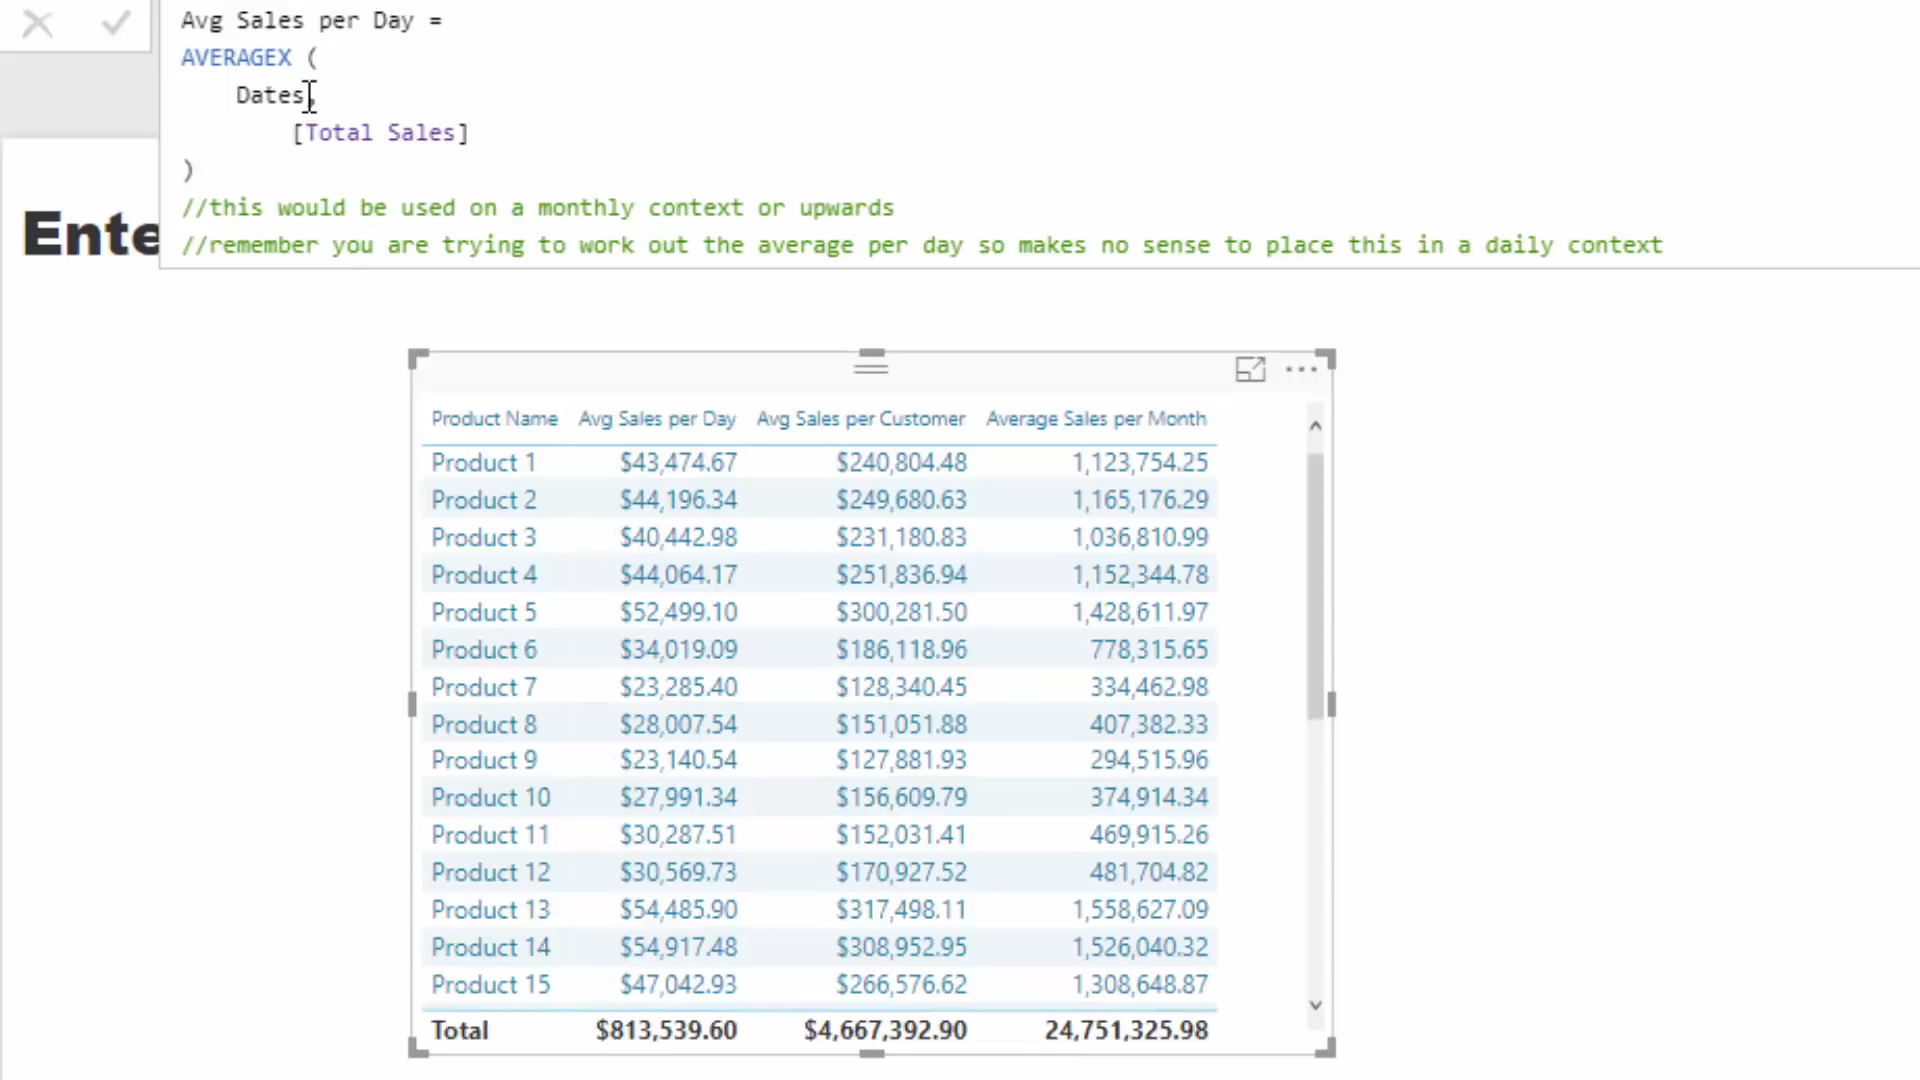 Avg Sales per Day =
AVERAGEX (
Dates,
[Total Sales]
)
//this would be used on a monthly context or upwards
//remember you are trying to work out the average per day so makes no sense to place this in a daily context
Ente
Product Name Avg Sales per Day Avg Sales per Customer Average Sales per Month
Product 1 $43,474.67 $240,804.48 1,123,754.25
Product 2 $44,196.34 $249,680.63 1,165,176.29
Product 3 $40,442.98 $231,180.83 1,036,810.99
Product 4 $44,064.17 $251,836.94 1,152,344.78
Product 5 $52,499.10 $300,281.50 1,428,611.97
Product 6 $34,019.09 $186,118.96 778,315.65
Product 7 $23,285.40 $128,340.45 334,462.98
Product 8 $28,007.54 $151,051.88 407,382.33
Product 9 $23,140.54 $127,881.93 294,515.96
Product 10 $27,991.34 $156,609.79 374,914.34
Product 11 $30,287.51 $152,031.41 469,915.26
Product 12 $30,569.73 $170,927.52 481,704.82
Product 13 $54,485.90 $317,498.11 1,558,627.09
Product 14 $54,917.48 $308,952.95 1,526,040.32
Product 15 $47,042.93 $266,576.62 1,308,648.87
Total $813,539.60 $4,667,392.90 24,751,325.98